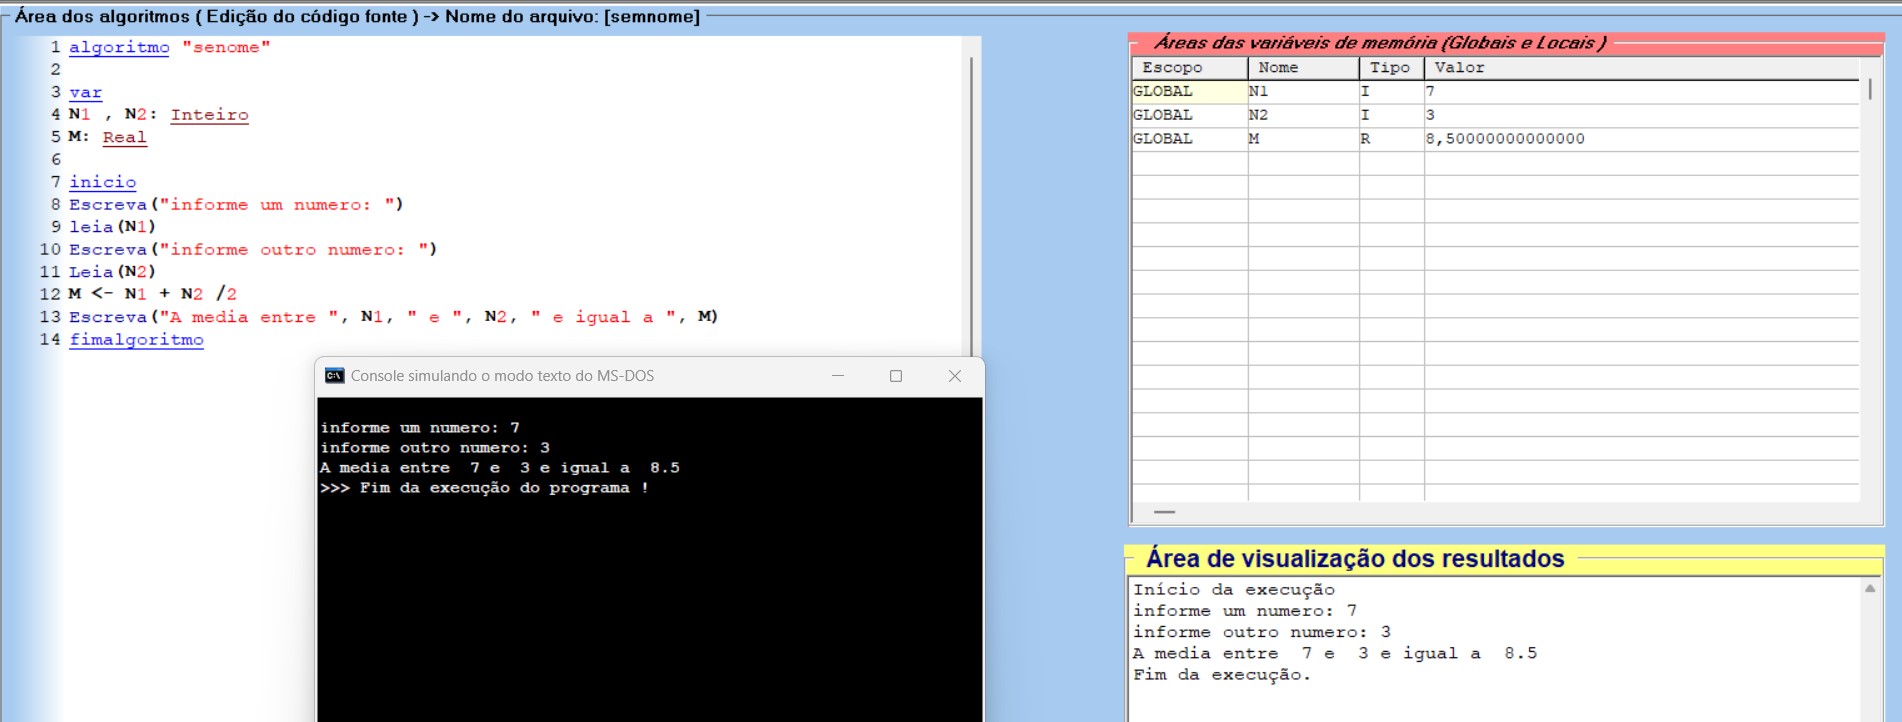 Área dos algoritmos ( Edição do código fonte ) -> Nome do arquivo: [semnome]
1 algoritmo "senome"
2
3 var
4 N1 , N2: Inteiro
5 M: Real
6
7 inicio
8 Escreva("informe um numero: ")
9 leia(N1)
10 Escreva("informe outro numero: ")
11 Leia(N2)
12 M <- N1 + N2 /2
13 Escreva("A media entre ", N1, " e ", N2, " e igual a ", M)
14 fimalgoritmo
Console simulando o modo texto do MS-DOS
informe um numero: 7
informe outro numero: 3
A media entre  7 e  3 e igual a  8.5
>>> Fim da execução do programa !
Áreas das variáveis de memória (Globais e Locais )
Escopo Nome Tipo Valor
GLOBAL N1 I 7
GLOBAL N2 I 3
GLOBAL M R 8,50000000000000
Área de visualização dos resultados
Início da execução
informe um numero: 7
informe outro numero: 3
A media entre  7 e  3 e igual a  8.5
Fim da execução.